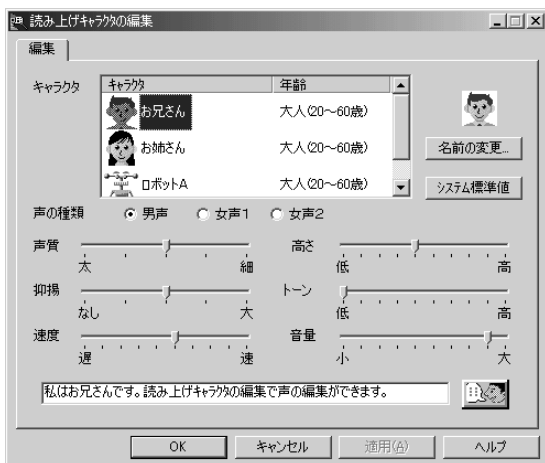 読み上げｷｬﾗｸﾀの編集
編集
キャラクタ
ｷｬﾗｸﾀ 年齢
お兄さん 大人(20～60歳)
お姉さん 大人(20～60歳)
ﾛﾎﾞｯﾄA 大人(20～60歳)
名前の変更...
ｼｽﾃﾑ標準値
声の種類 男声 女声1 女声2
声質 太 細
高さ 低 高
抑揚 なし 大
トーン 低 高
速度 遅 速
音量 小 大
私はお兄さんです。読み上げｷｬﾗｸﾀの編集で声の編集ができます。
OK キャンセル 適用(A) ヘルプ